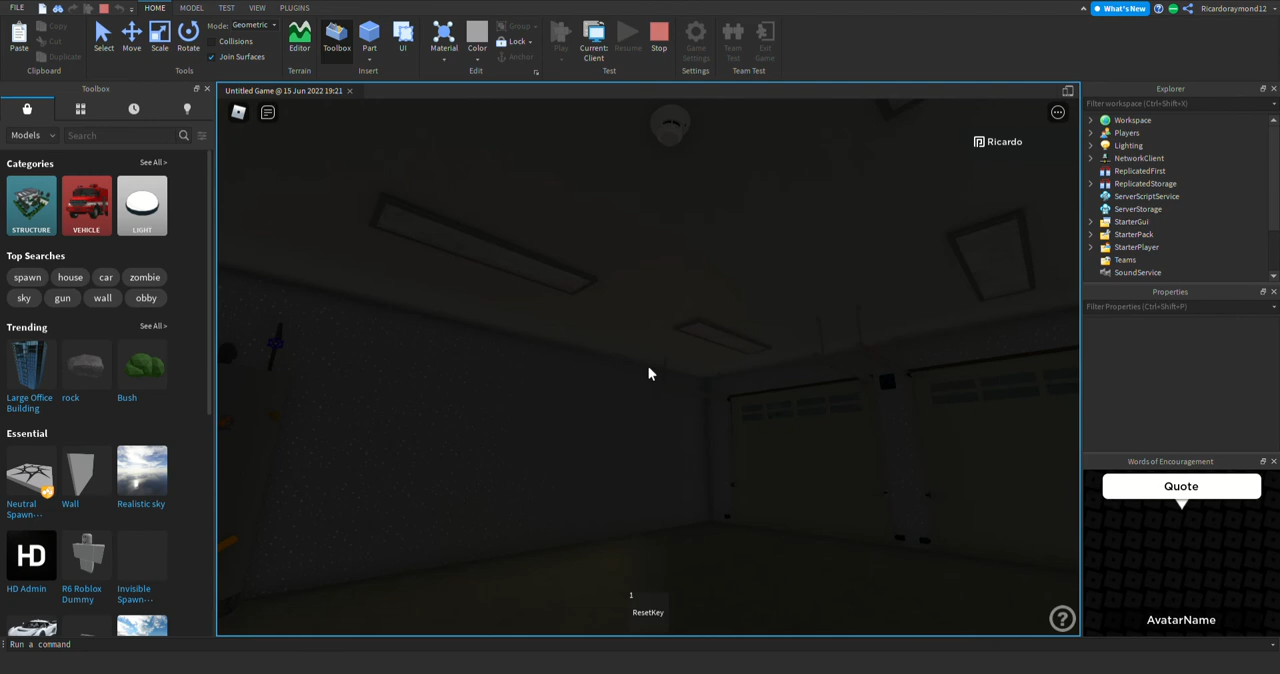 FILE HOME MODEL TEST VIEW PLUGINS What's New Ricardoraymond12
Paste Copy Cut Duplicate Select Move Scale Rotate Mode: Geometric Collisions Join Surfaces Editor Toolbox Part UI Material Color Group Lock Anchor Play Current: Client Resume Stop Game Settings Team Test Exit Game
Clipboard Tools Terrain Insert Edit Test Settings Team Test
Toolbox
Models Search
Categories See All >
STRUCTURE VEHICLE LIGHT
Top Searches
spawn house car zombie
sky gun wall obby
Trending See All >
Large Office Building rock Bush
Essential
Neutral Spawn... Wall Realistic sky
HD
HD Admin R6 Roblox Dummy Invisible Spawn...
Untitled Game @ 15 Jun 2022 19:21
Ricardo
1
ResetKey
?
Explorer
Filter workspace (Ctrl+Shift+X)
Workspace
Players
Lighting
NetworkClient
ReplicatedFirst
ReplicatedStorage
ServerScriptService
ServerStorage
StarterGui
StarterPack
StarterPlayer
Teams
SoundService
Properties
Filter Properties (Ctrl+Shift+P)
Words of Encouragement
Quote
AvatarName
Run a command